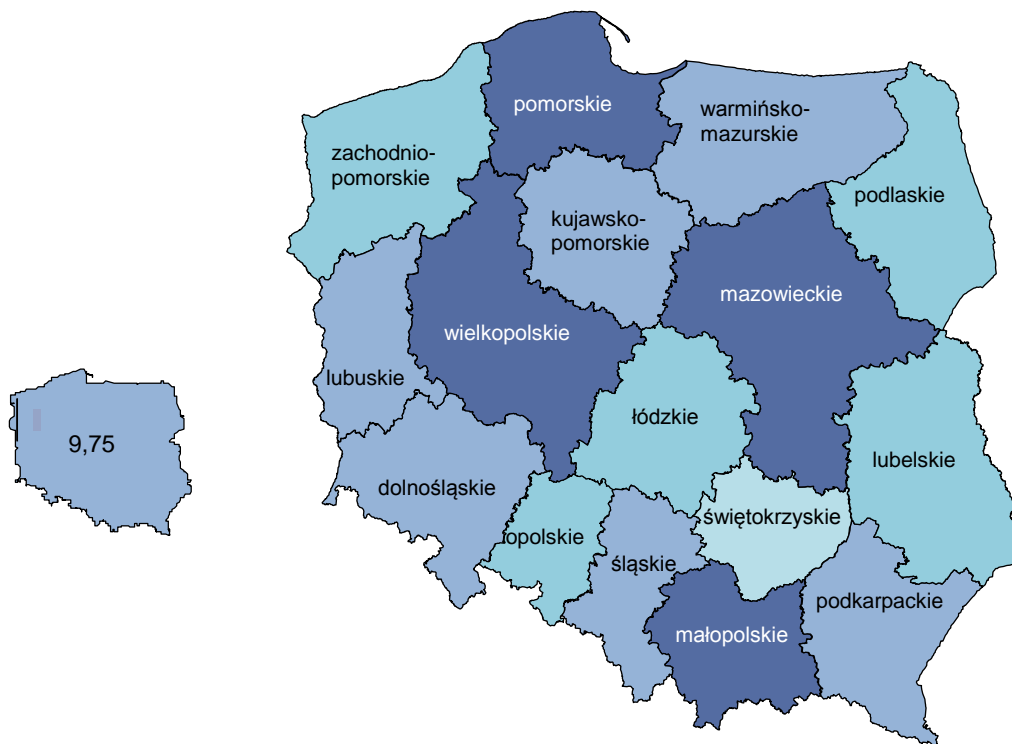 pomorskie
warmińsko-
mazurskie
zachodnio-
pomorskie
podlaskie
kujawsko-
pomorskie
mazowieckie
wielkopolskie
lubuskie
łódzkie
9,75
lubelskie
dolnośląskie
świętokrzyskie
opolskie
śląskie
podkarpackie
małopolskie